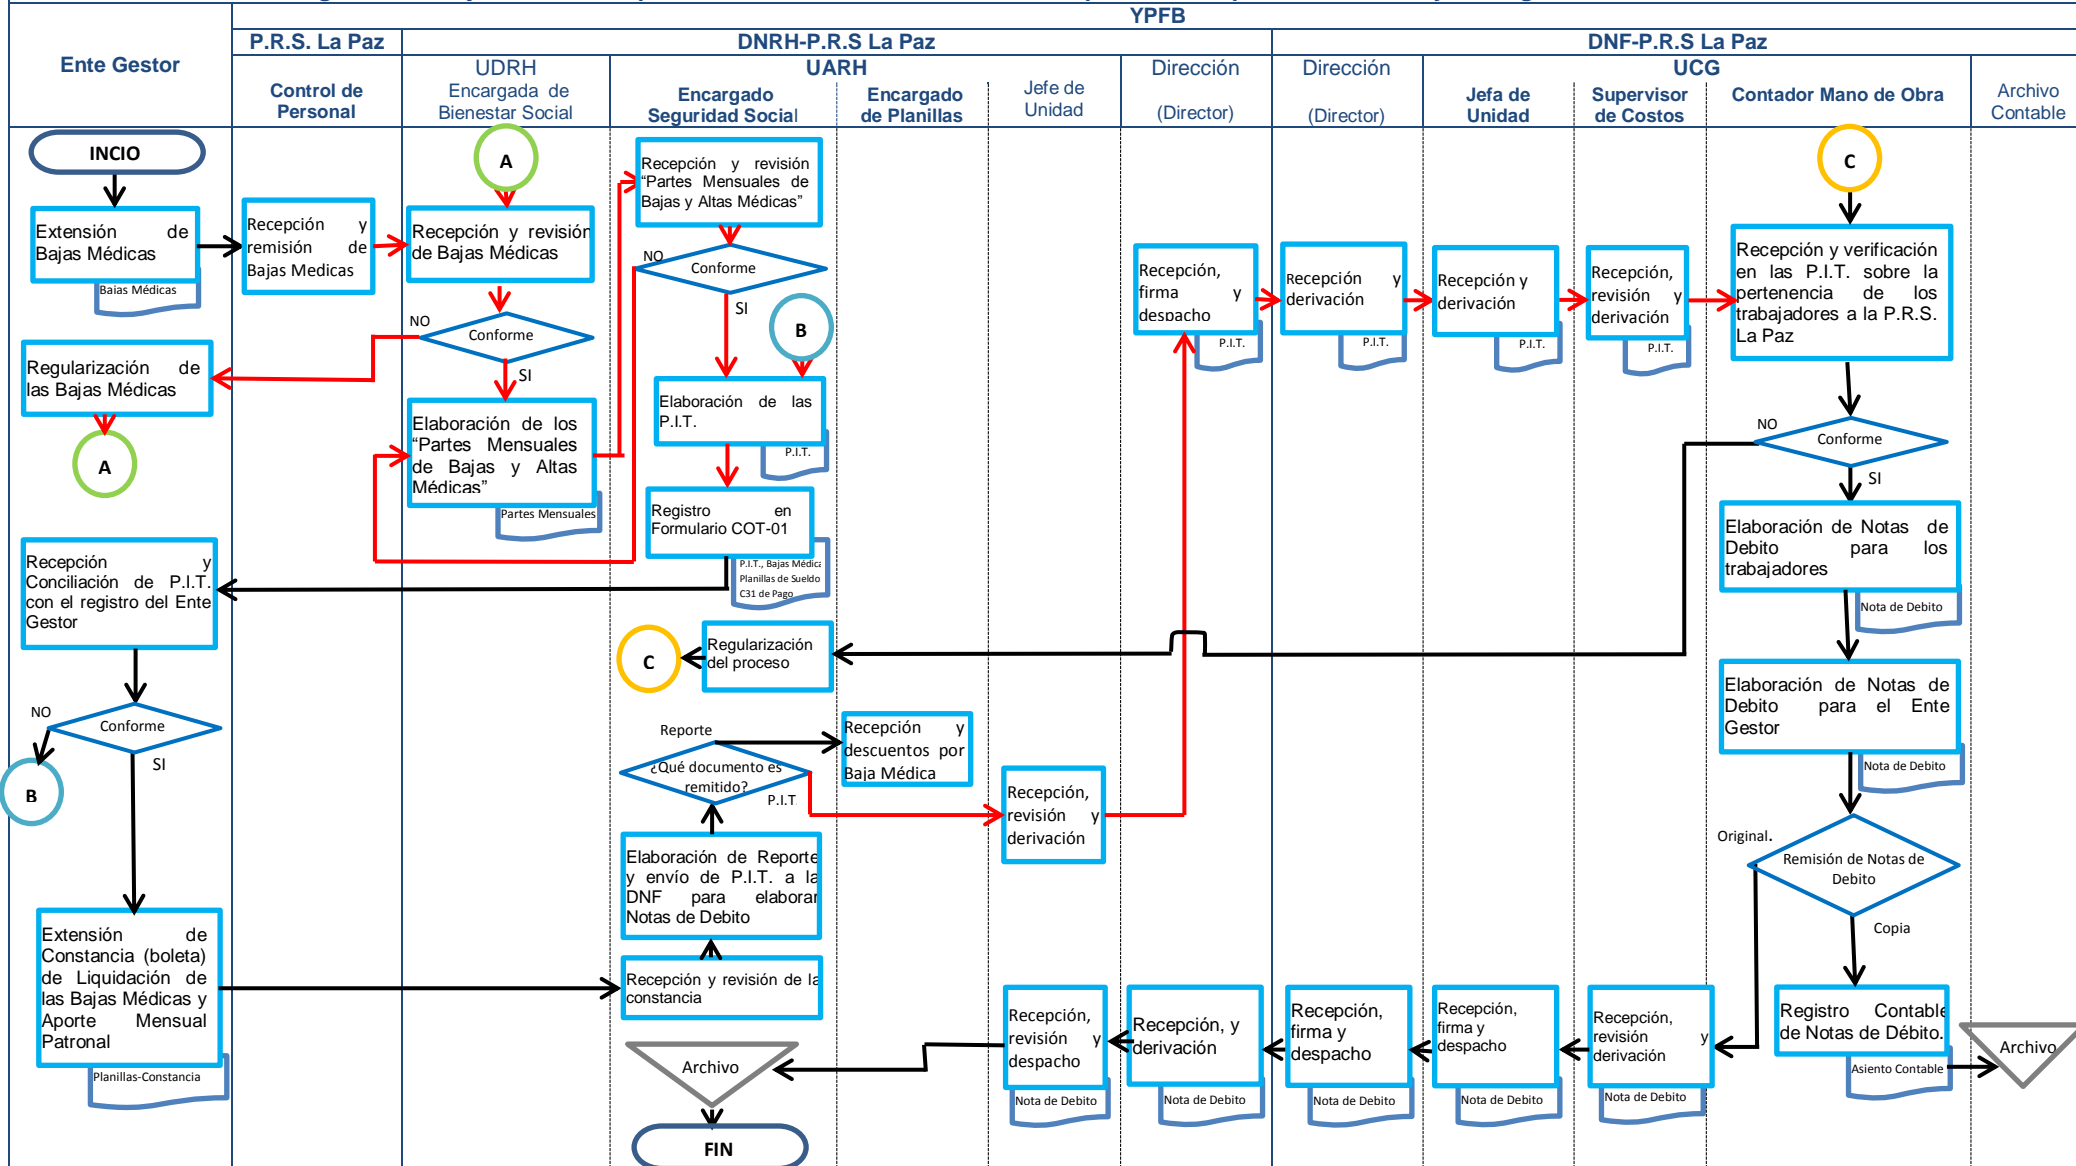 YPFB
Ente Gestor
P.R.S. La Paz
DNRH-P.R.S La Paz
DNF-P.R.S La Paz
Control de
Personal
UDRH
Encargada de
Bienestar Social
UARH
Encargado
Seguridad Social
Encargado
de Planillas
Jefe de
Unidad
Dirección
(Director)
Dirección
(Director)
UCG
Jefa de
Unidad
Supervisor
de Costos
Contador Mano de Obra
Archivo
Contable
INCIO
Extensión de
Bajas Médicas
Bajas Médicas
Recepción y
remisión de
Bajas Medicas
A
Recepción y revisión
de Bajas Médicas
NO
Conforme
SI
Regularización de
las Bajas Médicas
A
Elaboración de los
“Partes Mensuales
de Bajas y Altas
Médicas”
Partes Mensuales
Recepción y revisión
“Partes Mensuales de
Bajas y Altas Médicas”
NO
Conforme
SI
B
Elaboración de las
P.I.T.
P.I.T.
Registro en
Formulario COT-01
P.I.T., Bajas Médica
Planillas de Sueldo
C31 de Pago
Recepción y
Conciliación de P.I.T.
con el registro del Ente
Gestor
NO
Conforme
SI
B
Extensión de
Constancia (boleta)
de Liquidación de
las Bajas Médicas y
Aporte Mensual
Patronal
Planillas-Constancia
Recepción y revisión de la
constancia
Elaboración de Reporte
y envío de P.I.T. a la
DNF para elaborar
Notas de Debito
¿Qué documento es
remitido?
Reporte
P.I.T
Recepción y
descuentos por
Baja Médica
Recepción,
revisión y
derivación
Recepción,
firma y
despacho
P.I.T.
Recepción y
derivación
P.I.T.
Recepción y
derivación
P.I.T.
Recepción,
revisión y
derivación
P.I.T.
C
Recepción y verificación
en las P.I.T. sobre la
pertenencia de los
trabajadores a la P.R.S.
La Paz
NO
Conforme
SI
Regularización
del proceso
C
Elaboración de Notas de
Debito para los
trabajadores
Nota de Debito
Elaboración de Notas de
Debito para el Ente
Gestor
Nota de Debito
Original.
Remisión de Notas de
Debito
Copia
Registro Contable
de Notas de Débito.
Asiento Contable
Archivo
Recepción,
revisión y
derivación
Nota de Debito
Recepción,
firma y
despacho
Nota de Debito
Recepción,
firma y
despacho
Nota de Debito
Recepción, y
derivación
Nota de Debito
Recepción,
revisión y
despacho
Nota de Debito
Archivo
FIN